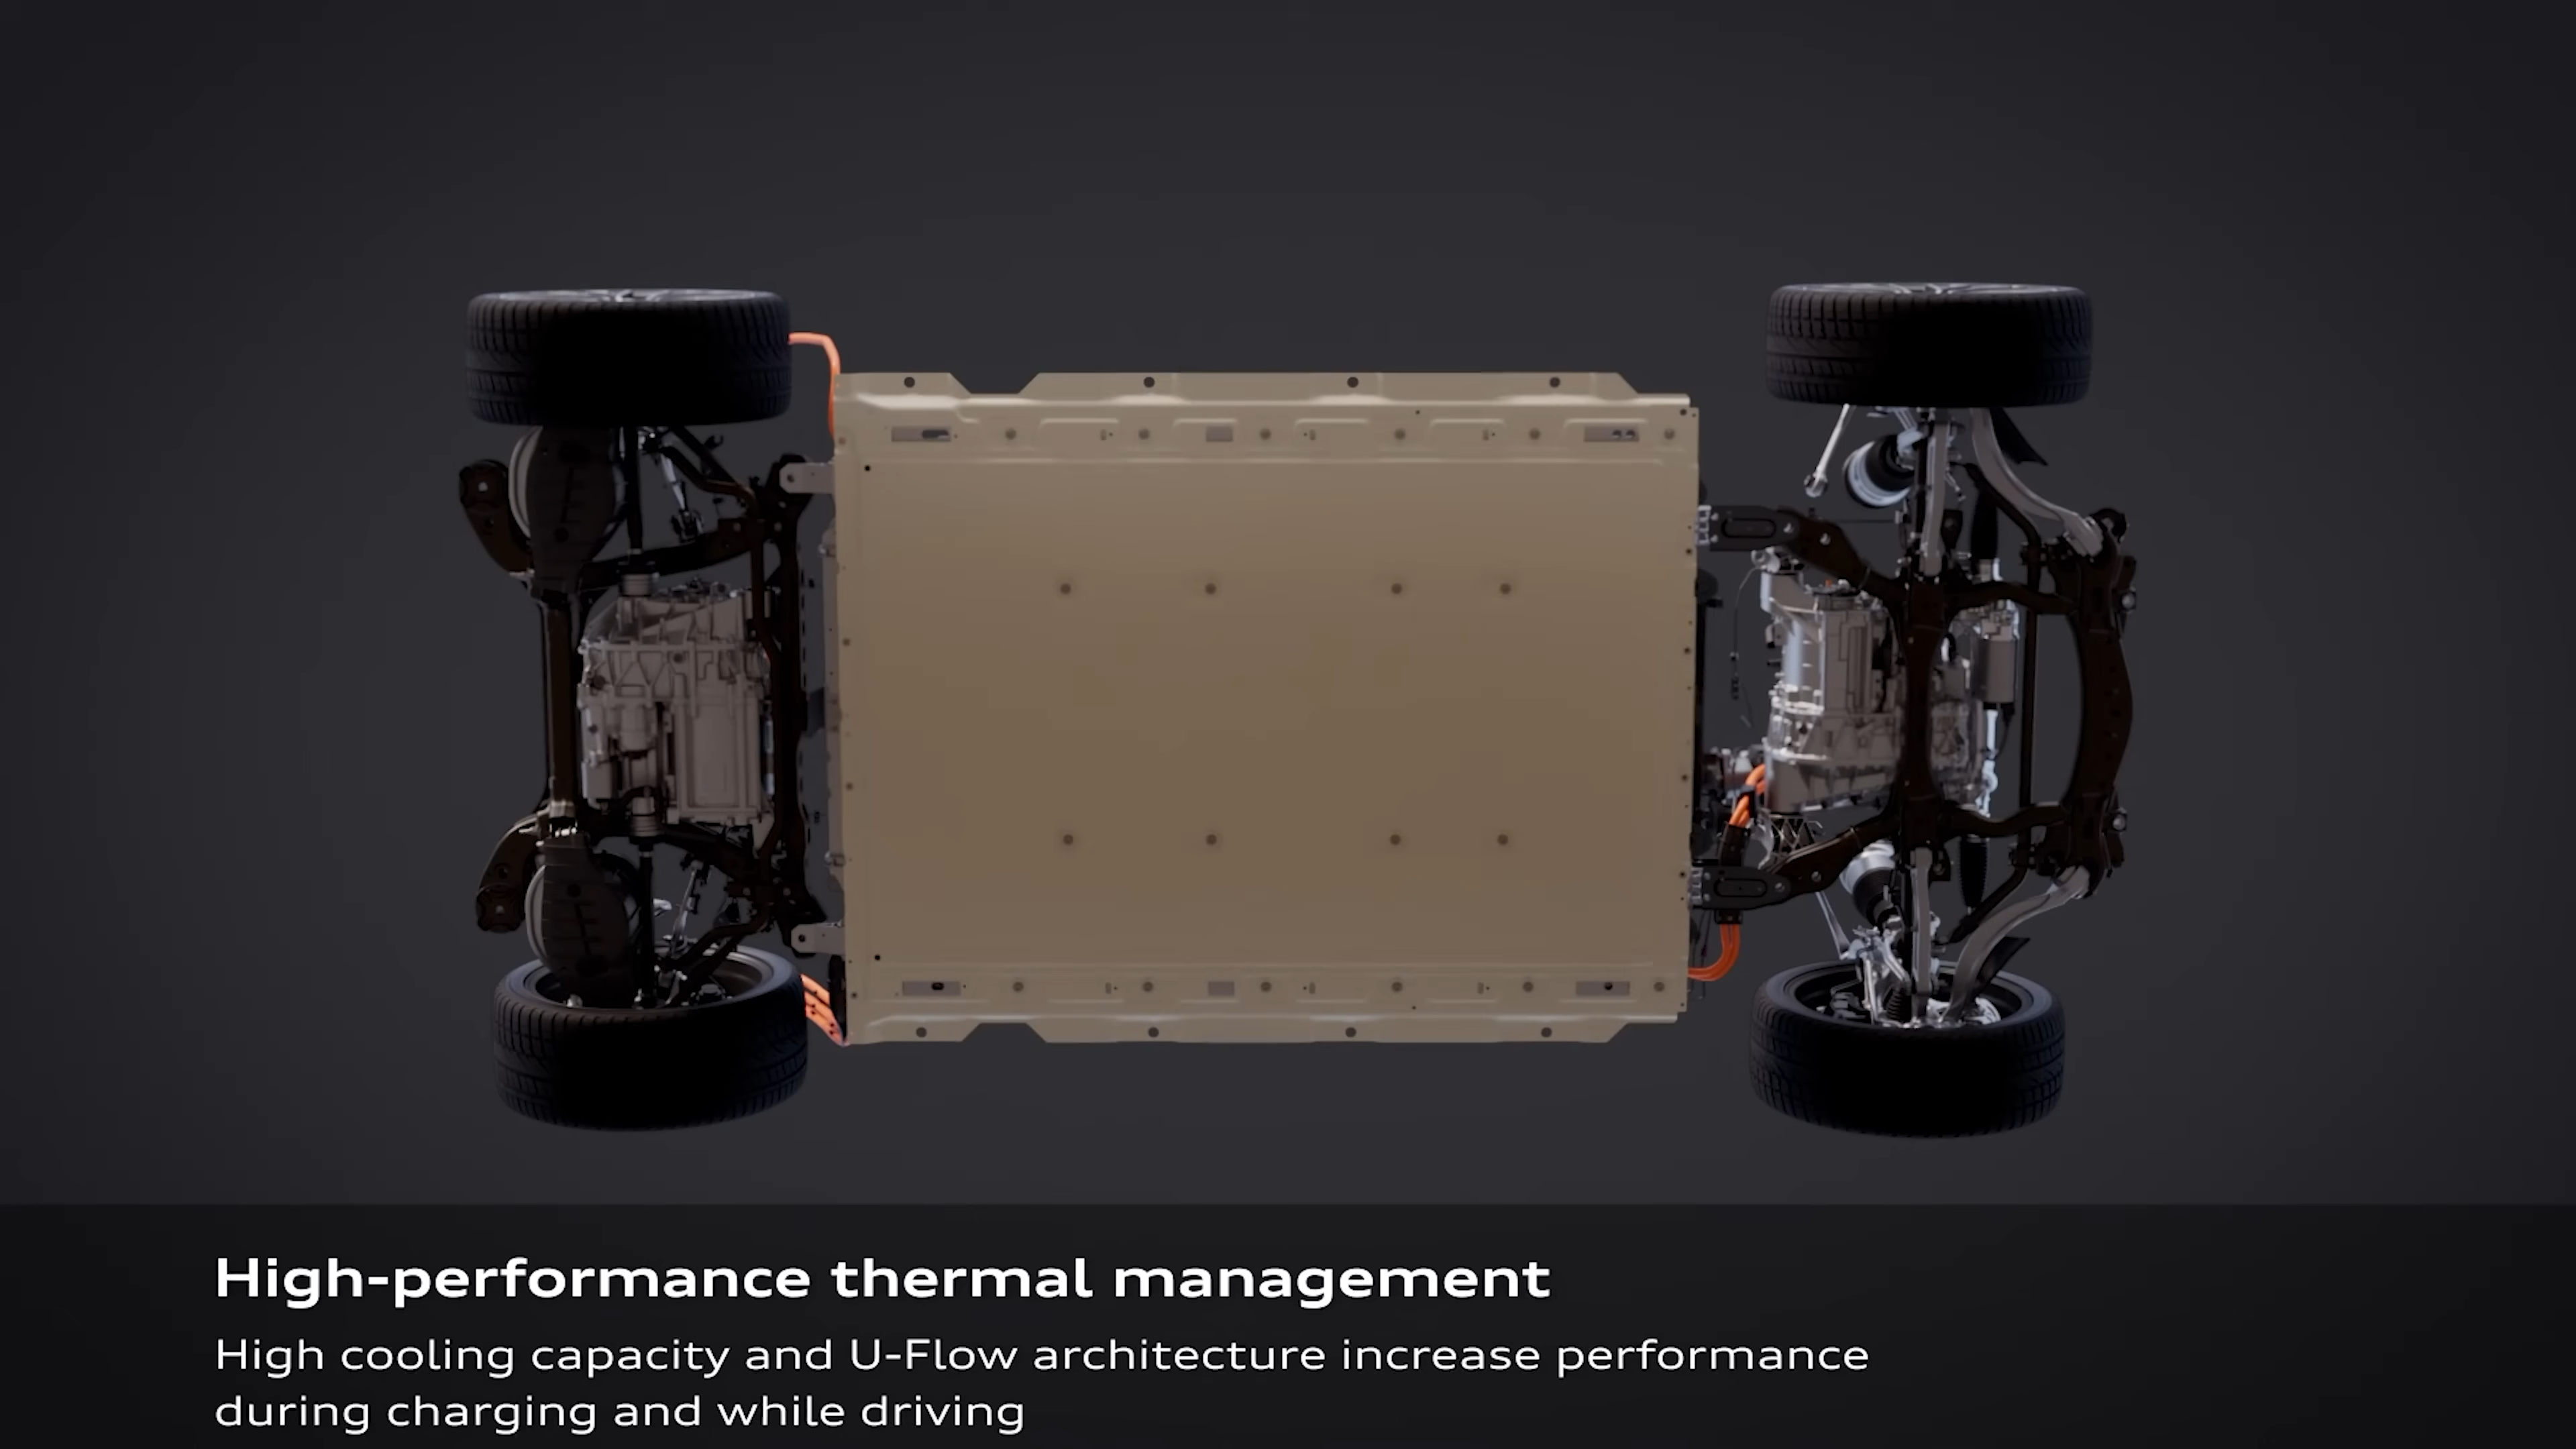 High-performance thermal management
High cooling capacity and U-Flow architecture increase performance
during charging and while driving